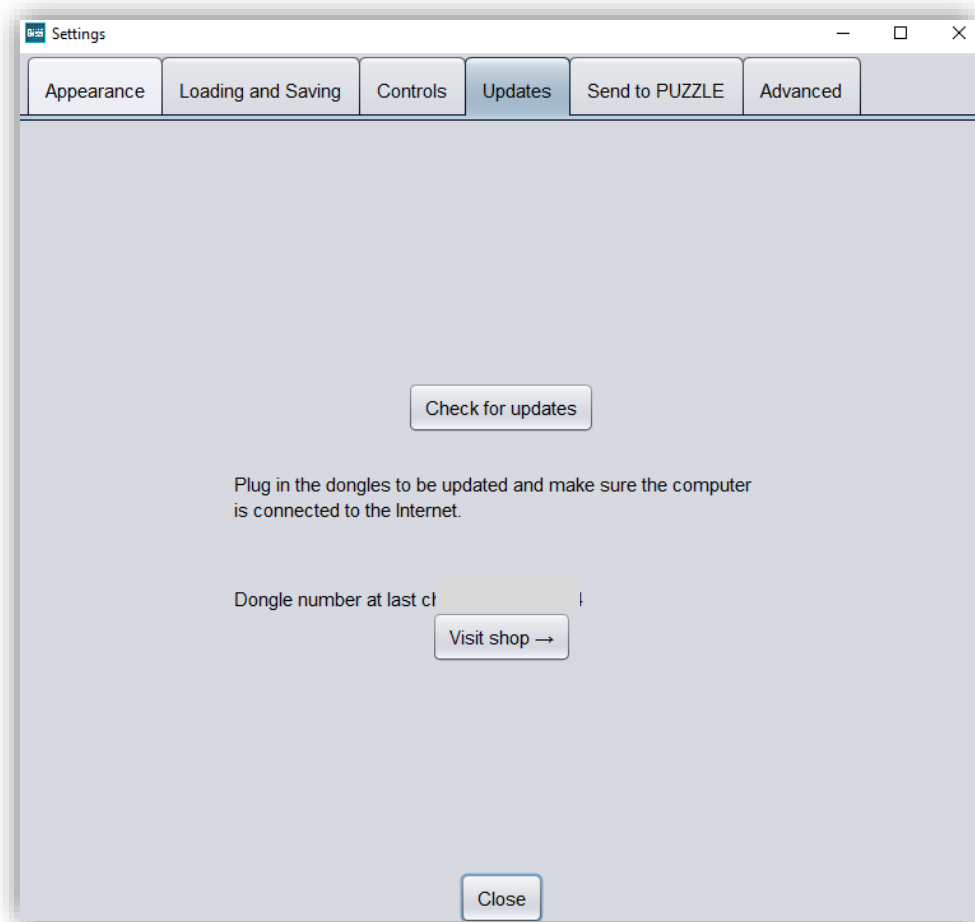 Settings
Appearance Loading and Saving Controls Updates Send to PUZZLE Advanced
Check for updates
Plug in the dongles to be updated and make sure the computer
is connected to the Internet.
Dongle number at last
Visit shop →
Close